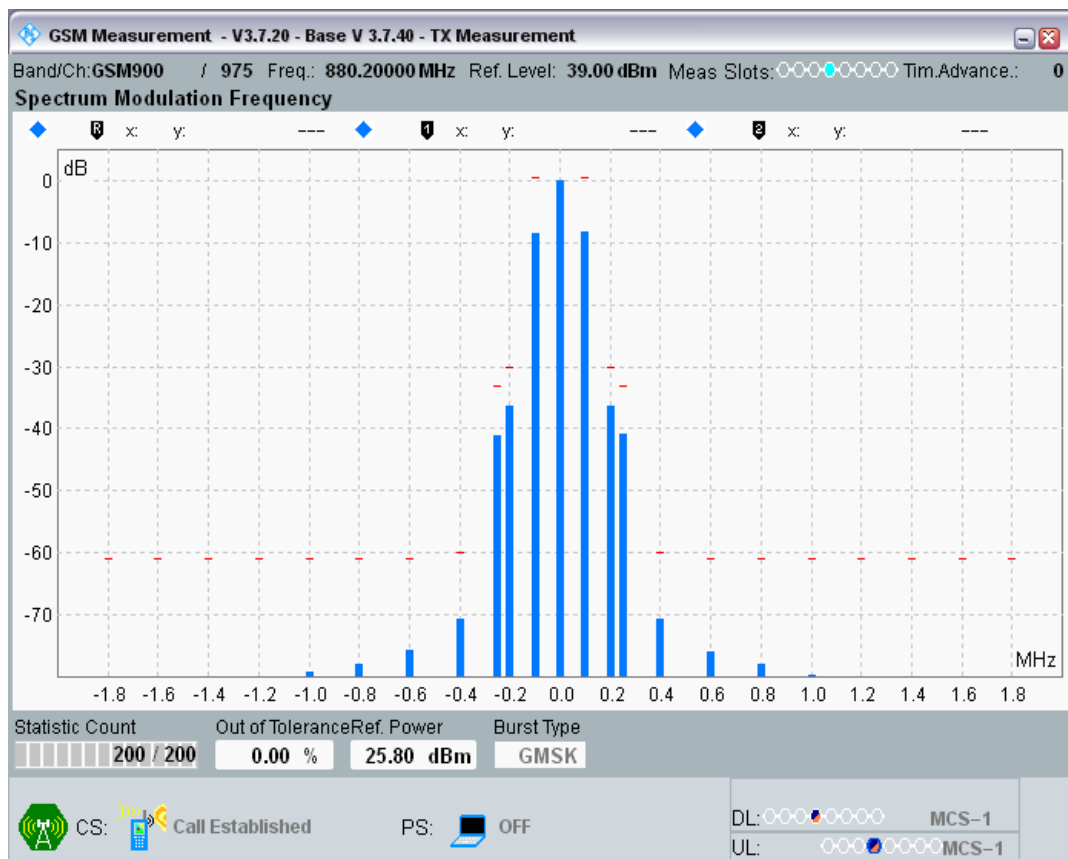 GSM Measurement - V3.7.20 - Base V 3.7.40 - TX Measurement
Band/Ch:GSM900 / 975 Freq.: 880.20000 MHz Ref. Level: 39.00 dBm Meas Slots: Tim.Advance.: 0
Spectrum Modulation Frequency
R x: y: --- 1 x: y: --- 2 x: y: ---
dB
0
-10
-20
-30
-40
-50
-60
-70
MHz
-1.8 -1.6 -1.4 -1.2 -1.0 -0.8 -0.6 -0.4 -0.2 0.0 0.2 0.4 0.6 0.8 1.0 1.2 1.4 1.6 1.8
Statistic Count Out of Tolerance Ref. Power Burst Type
200 / 200 0.00 % 25.80 dBm GMSK
CS: Call Established PS: OFF
DL: MCS-1
UL: MCS-1